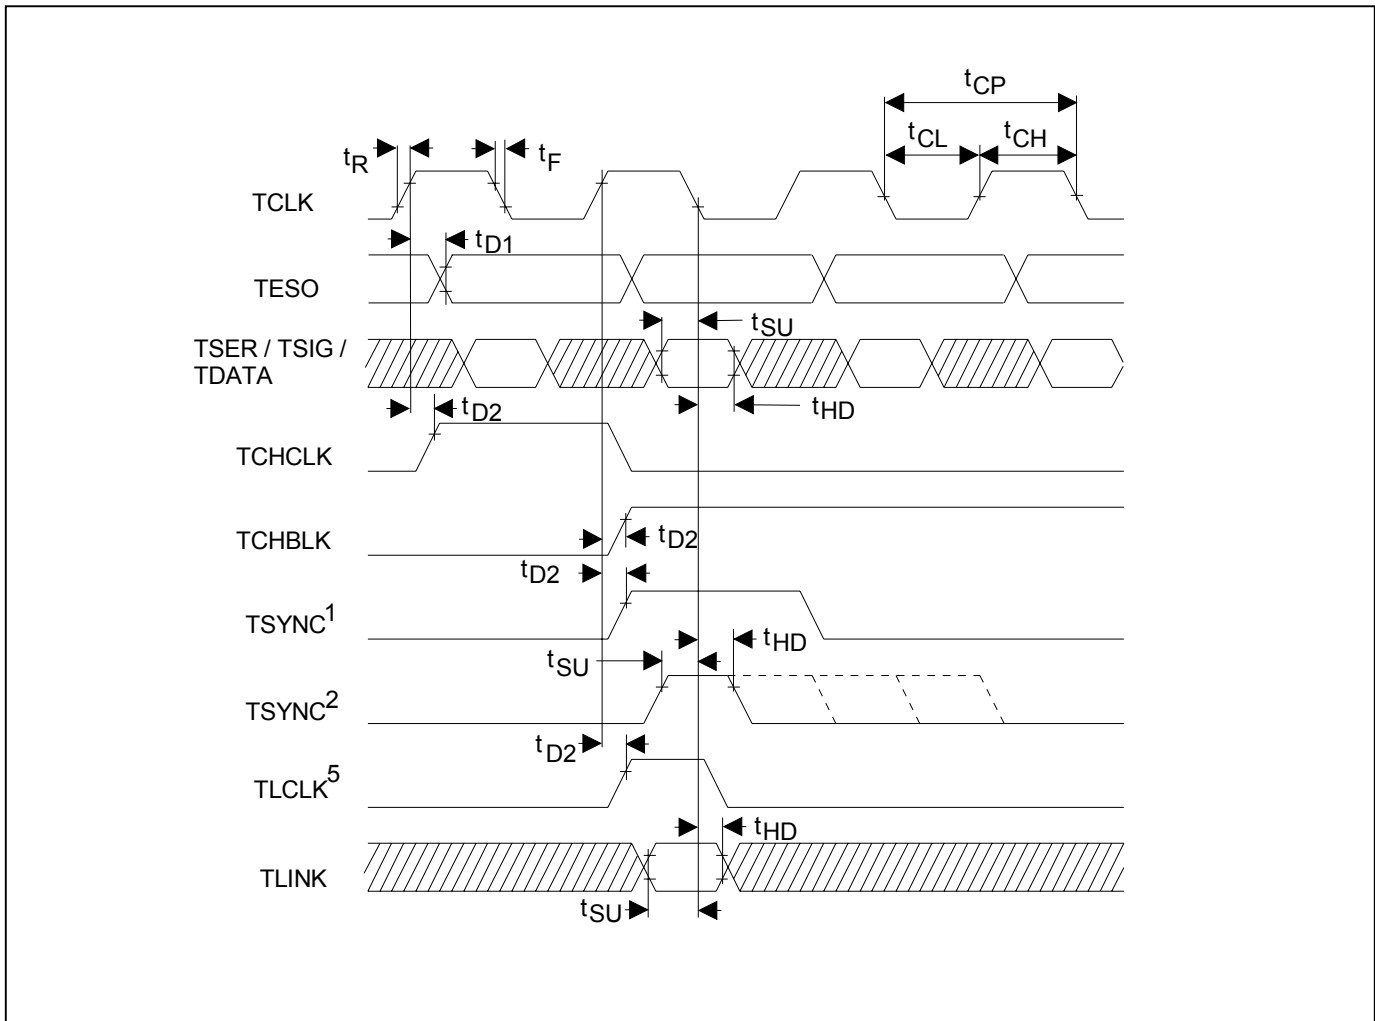 tCP
tCL tCH
tR tF
TCLK
tD1
TESO
tSU
TSER / TSIG /
TDATA
tHD
tD2
TCHCLK
TCHBLK
tD2
tD2
TSYNC1
tHD
tSU
TSYNC2
tD2
TLCLK5
tHD
TLINK
tSU